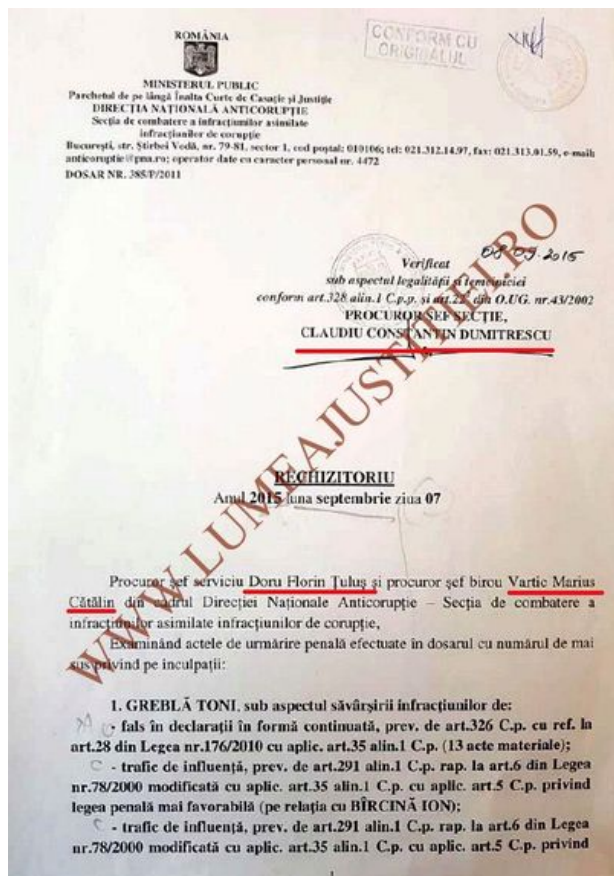 ROMÂNIA
CONFORM CU
ORIGINALUL
MINISTERUL PUBLIC
Parchetul de pe lângă Înalta Curte de Casație și Justiție
DIRECȚIA NAȚIONALĂ ANTICORUPȚIE
Secția de combatere a infracțiunilor asimilate
infracțiunilor de corupție
București, str. Știrbei Vodă, nr. 79-81, sector 1, cod poștal: 010106; tel: 021.312.14.97, fax: 021.313.01.59, e-mail:
anticoruptie@pna.ro; operator date cu caracter personal nr. 4472
DOSAR NR. 385/P/2011
Verificat 08.09.2015
sub aspectul legalității și temeiniciei
conform art.328 alin.1 C.p.p. și art.22 din O.UG. nr.43/2002
PROCUROR ȘEF SECȚIE,
CLAUDIU CONSTANTIN DUMITRESCU
WWW.LUMEAJUSTITIEI.RO
RECHIZITORIU
Anul 2015 luna septembrie ziua 07
Procuror șef serviciu Doru Florin Țuluș și procuror șef birou Vartic Marius
Cătălin din cadrul Direcției Naționale Anticorupție – Secția de combatere a
infracțiunilor asimilate infracțiunilor de corupție,
Examinând actele de urmărire penală efectuate în dosarul cu numărul de mai
sus privind pe inculpații:
1. GREBLĂ TONI, sub aspectul săvârșirii infracțiunilor de:
- fals în declarații în formă continuată, prev. de art.326 C.p. cu ref. la
art.28 din Legea nr.176/2010 cu aplic. art.35 alin.1 C.p. (13 acte materiale);
- trafic de influență, prev. de art.291 alin.1 C.p. rap. la art.6 din Legea
nr.78/2000 modificată cu aplic. art.35 alin.1 C.p. cu aplic. art.5 C.p. privind
legea penală mai favorabilă (pe relația cu BÎRCINĂ ION);
- trafic de influență, prev. de art.291 alin.1 C.p. rap. la art.6 din Legea
nr.78/2000 modificată cu aplic. art.35 alin.1 C.p. cu aplic. art.5 C.p. privind
1